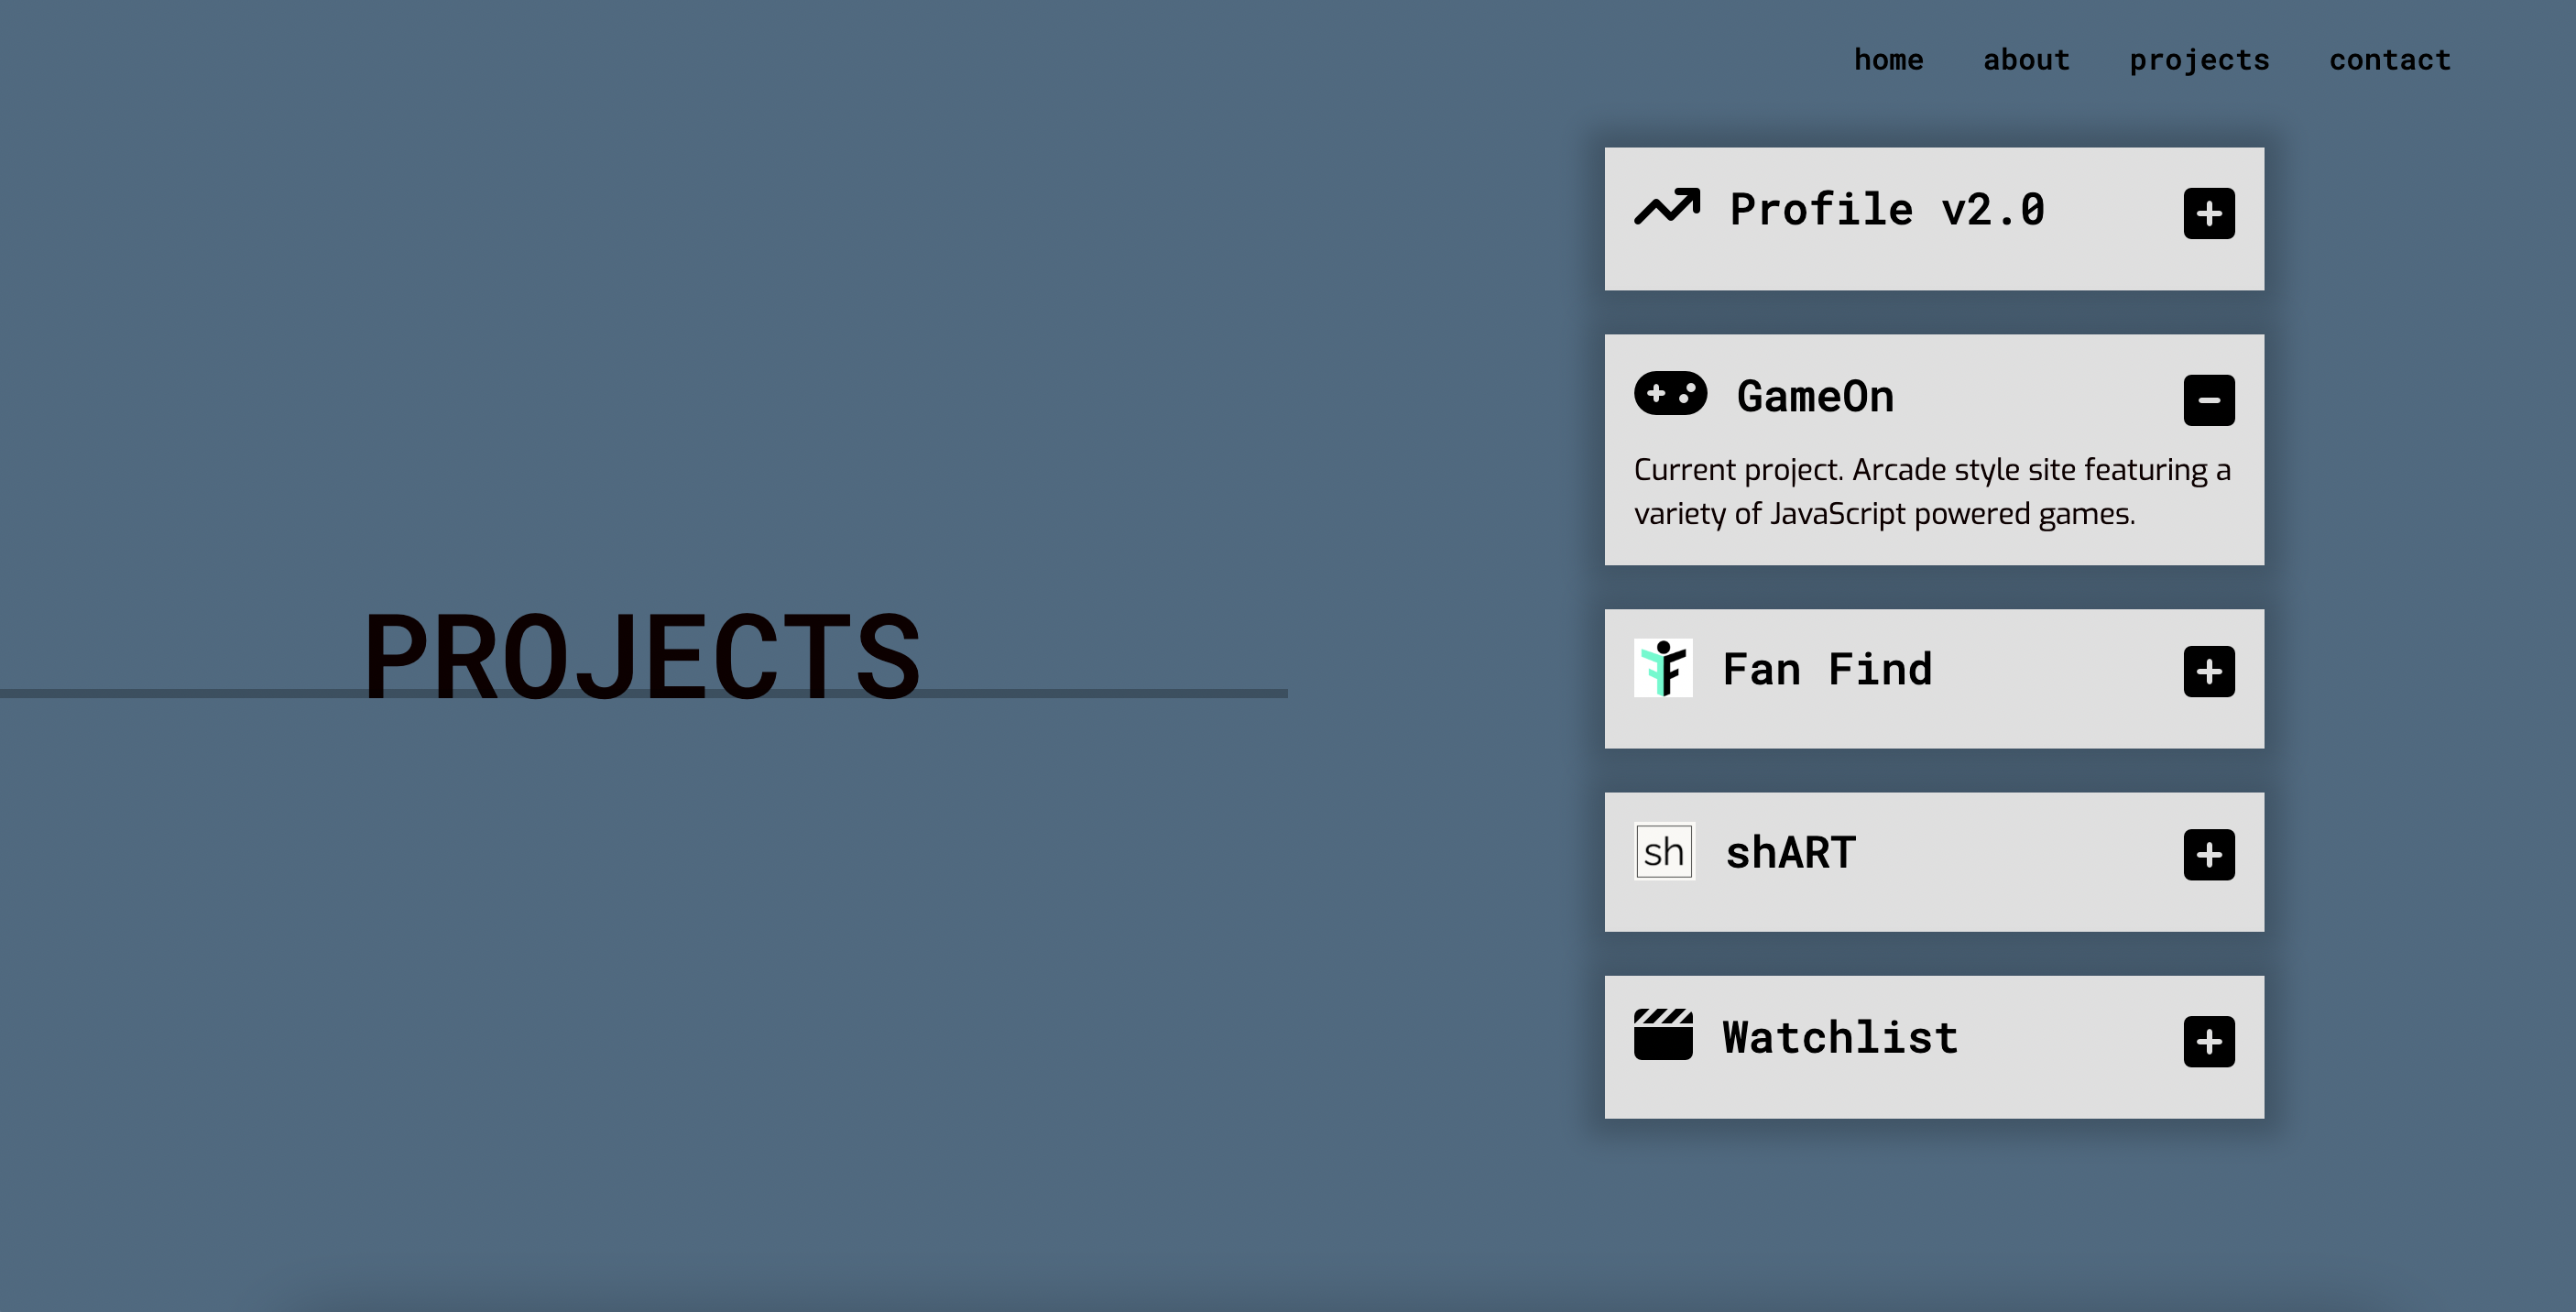 home about projects contact
PROJECTS
Profile v2.0
GameOn
Current project. Arcade style site featuring a
variety of JavaScript powered games.
Fan Find
sh shART
Watchlist